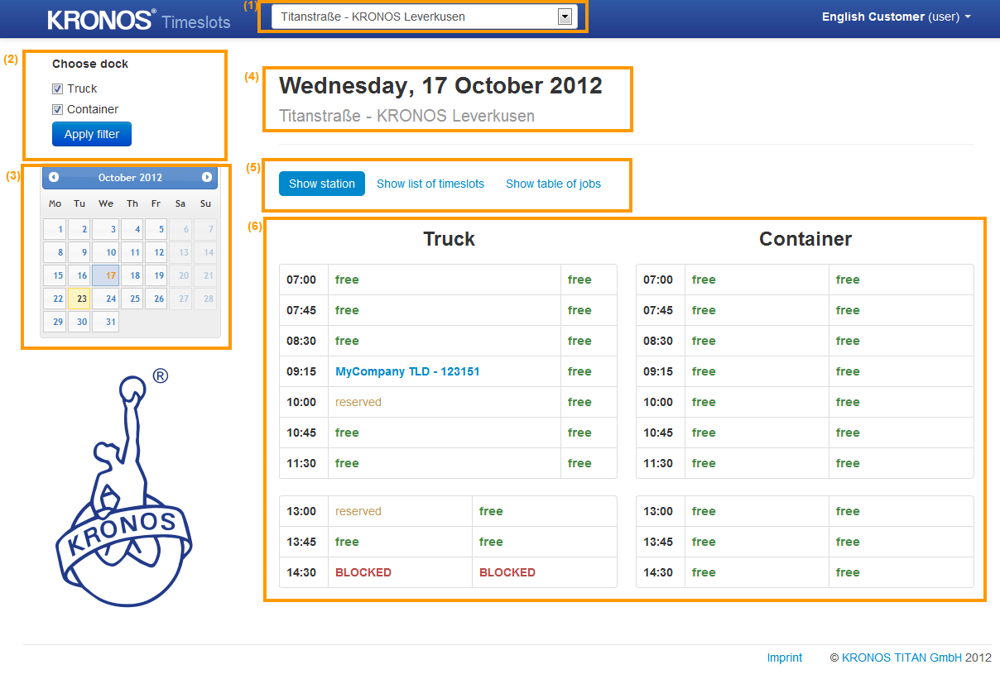 KRONOS® Timeslots (1) Titanstraße - KRONOS Leverkusen English Customer (user)
(2) Choose dock
Truck
Container
Apply filter
(3) October 2012
Mo Tu We Th Fr Sa Su
1 2 3 4 5 6 7
8 9 10 11 12 13 14
15 16 17 18 19 20 21
22 23 24 25 26 27 28
29 30 31
®
KRONOS
(4) Wednesday, 17 October 2012
Titanstraße - KRONOS Leverkusen
(5) Show station Show list of timeslots Show table of jobs
(6) Truck
07:00 free free
07:45 free free
08:30 free free
09:15 MyCompany TLD - 123151 free
10:00 reserved free
10:45 free free
11:30 free free
13:00 reserved free
13:45 free free
14:30 BLOCKED BLOCKED
Container
07:00 free free
07:45 free free
08:30 free free
09:15 free free
10:00 free free
10:45 free free
11:30 free free
13:00 free free
13:45 free free
14:30 free free
Imprint © KRONOS TITAN GmbH 2012